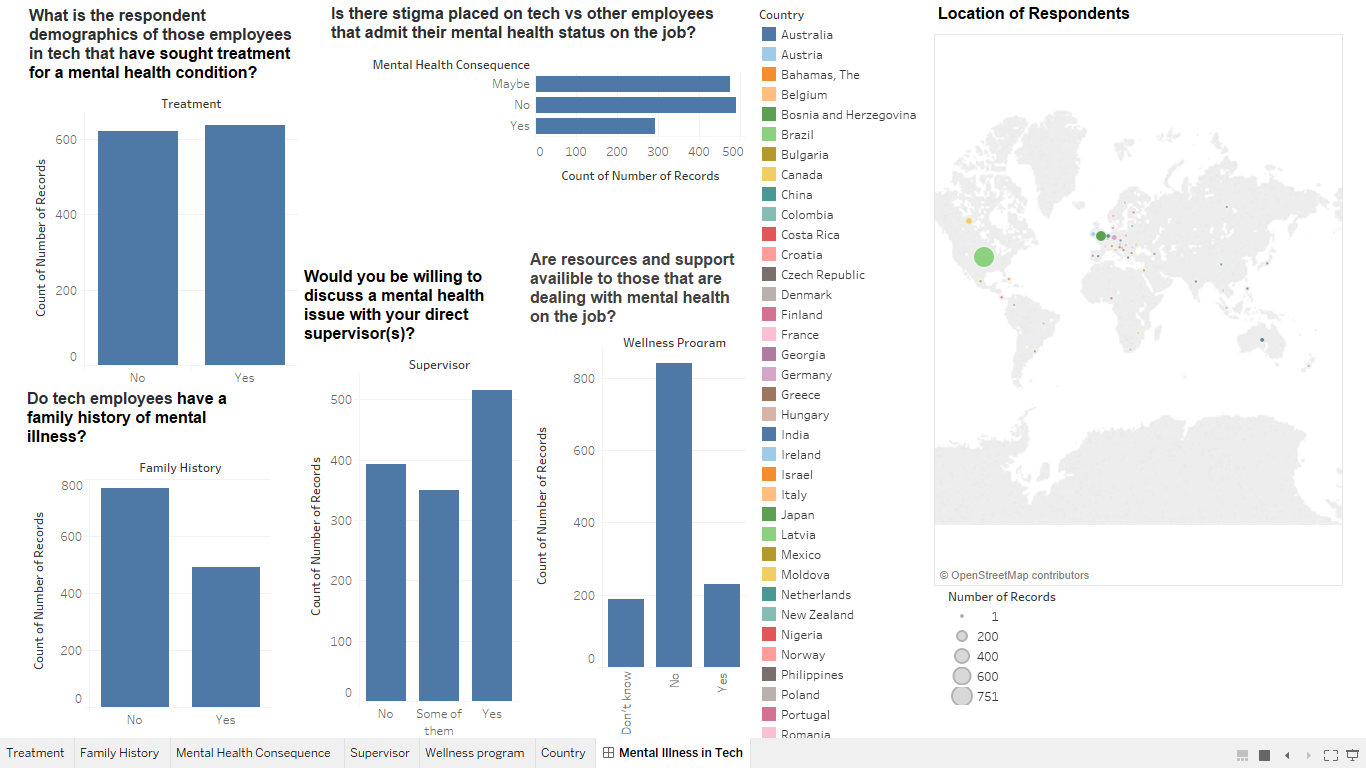 What is the respondent
demographics of those employees
in tech that have sought treatment
for a mental health condition?
Treatment
Count of Number of Records
600
400
200
0
No
Yes
Do tech employees have a
family history of mental
illness?
Family History
Count of Number of Records
800
600
400
200
0
No
Yes
Is there stigma placed on tech vs other employees
that admit their mental health status on the job?
Mental Health Consequence
Maybe
No
Yes
0 100 200 300 400 500
Count of Number of Records
Would you be willing to
discuss a mental health
issue with your direct
supervisor(s)?
Supervisor
Count of Number of Records
500
400
300
200
100
0
No
Some of
them
Yes
Are resources and support
availible to those that are
dealing with mental health
on the job?
Wellness Program
Count of Number of Records
800
600
400
200
0
Don't know
No
Yes
Country
Australia
Austria
Bahamas, The
Belgium
Bosnia and Herzegovina
Brazil
Bulgaria
Canada
China
Colombia
Costa Rica
Croatia
Czech Republic
Denmark
Finland
France
Georgia
Germany
Greece
Hungary
India
Ireland
Israel
Italy
Japan
Latvia
Mexico
Moldova
Netherlands
New Zealand
Nigeria
Norway
Philippines
Poland
Portugal
Romania
Location of Respondents
© OpenStreetMap contributors
Number of Records
1
200
400
600
751
Treatment
Family History
Mental Health Consequence
Supervisor
Wellness program
Country
Mental Illness in Tech